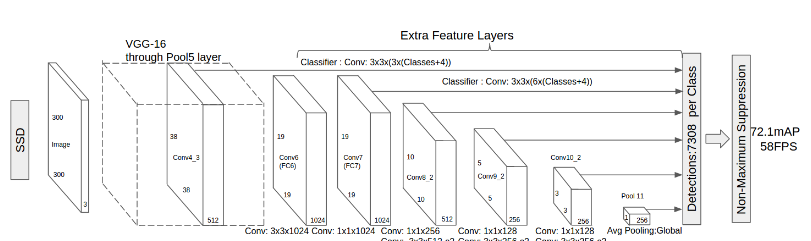 Extra Feature Layers
VGG-16
through Pool5 layer
Classifier : Conv: 3x3x(3x(Classes+4))
Classifier : Conv: 3x3x(6x(Classes+4))
SSD
300
Image
300
3
38
Conv4_3
38
512
19
Conv6
(FC6)
19
1024
19
Conv7
(FC7)
19
1024
10
Conv8_2
10
512
5
Conv9_2
5
256
Conv10_2
3
3
256
Pool 11
1
256
Detections:7308 per Class
Non-Maximum Suppression
72.1mAP
58FPS
Conv: 3x3x1024
Conv: 1x1x1024
Conv: 1x1x256
Conv: 1x1x128
Conv: 1x1x128
Avg Pooling:Global